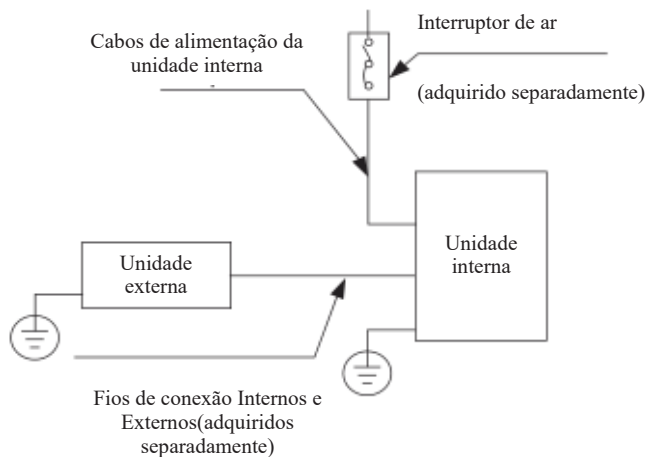 Interruptor de ar
Cabos de alimentação da
unidade interna
(adquirido separadamente)
Unidade
interna
Unidade
externa
Fios de conexão Internos e
Externos(adquiridos
separadamente)